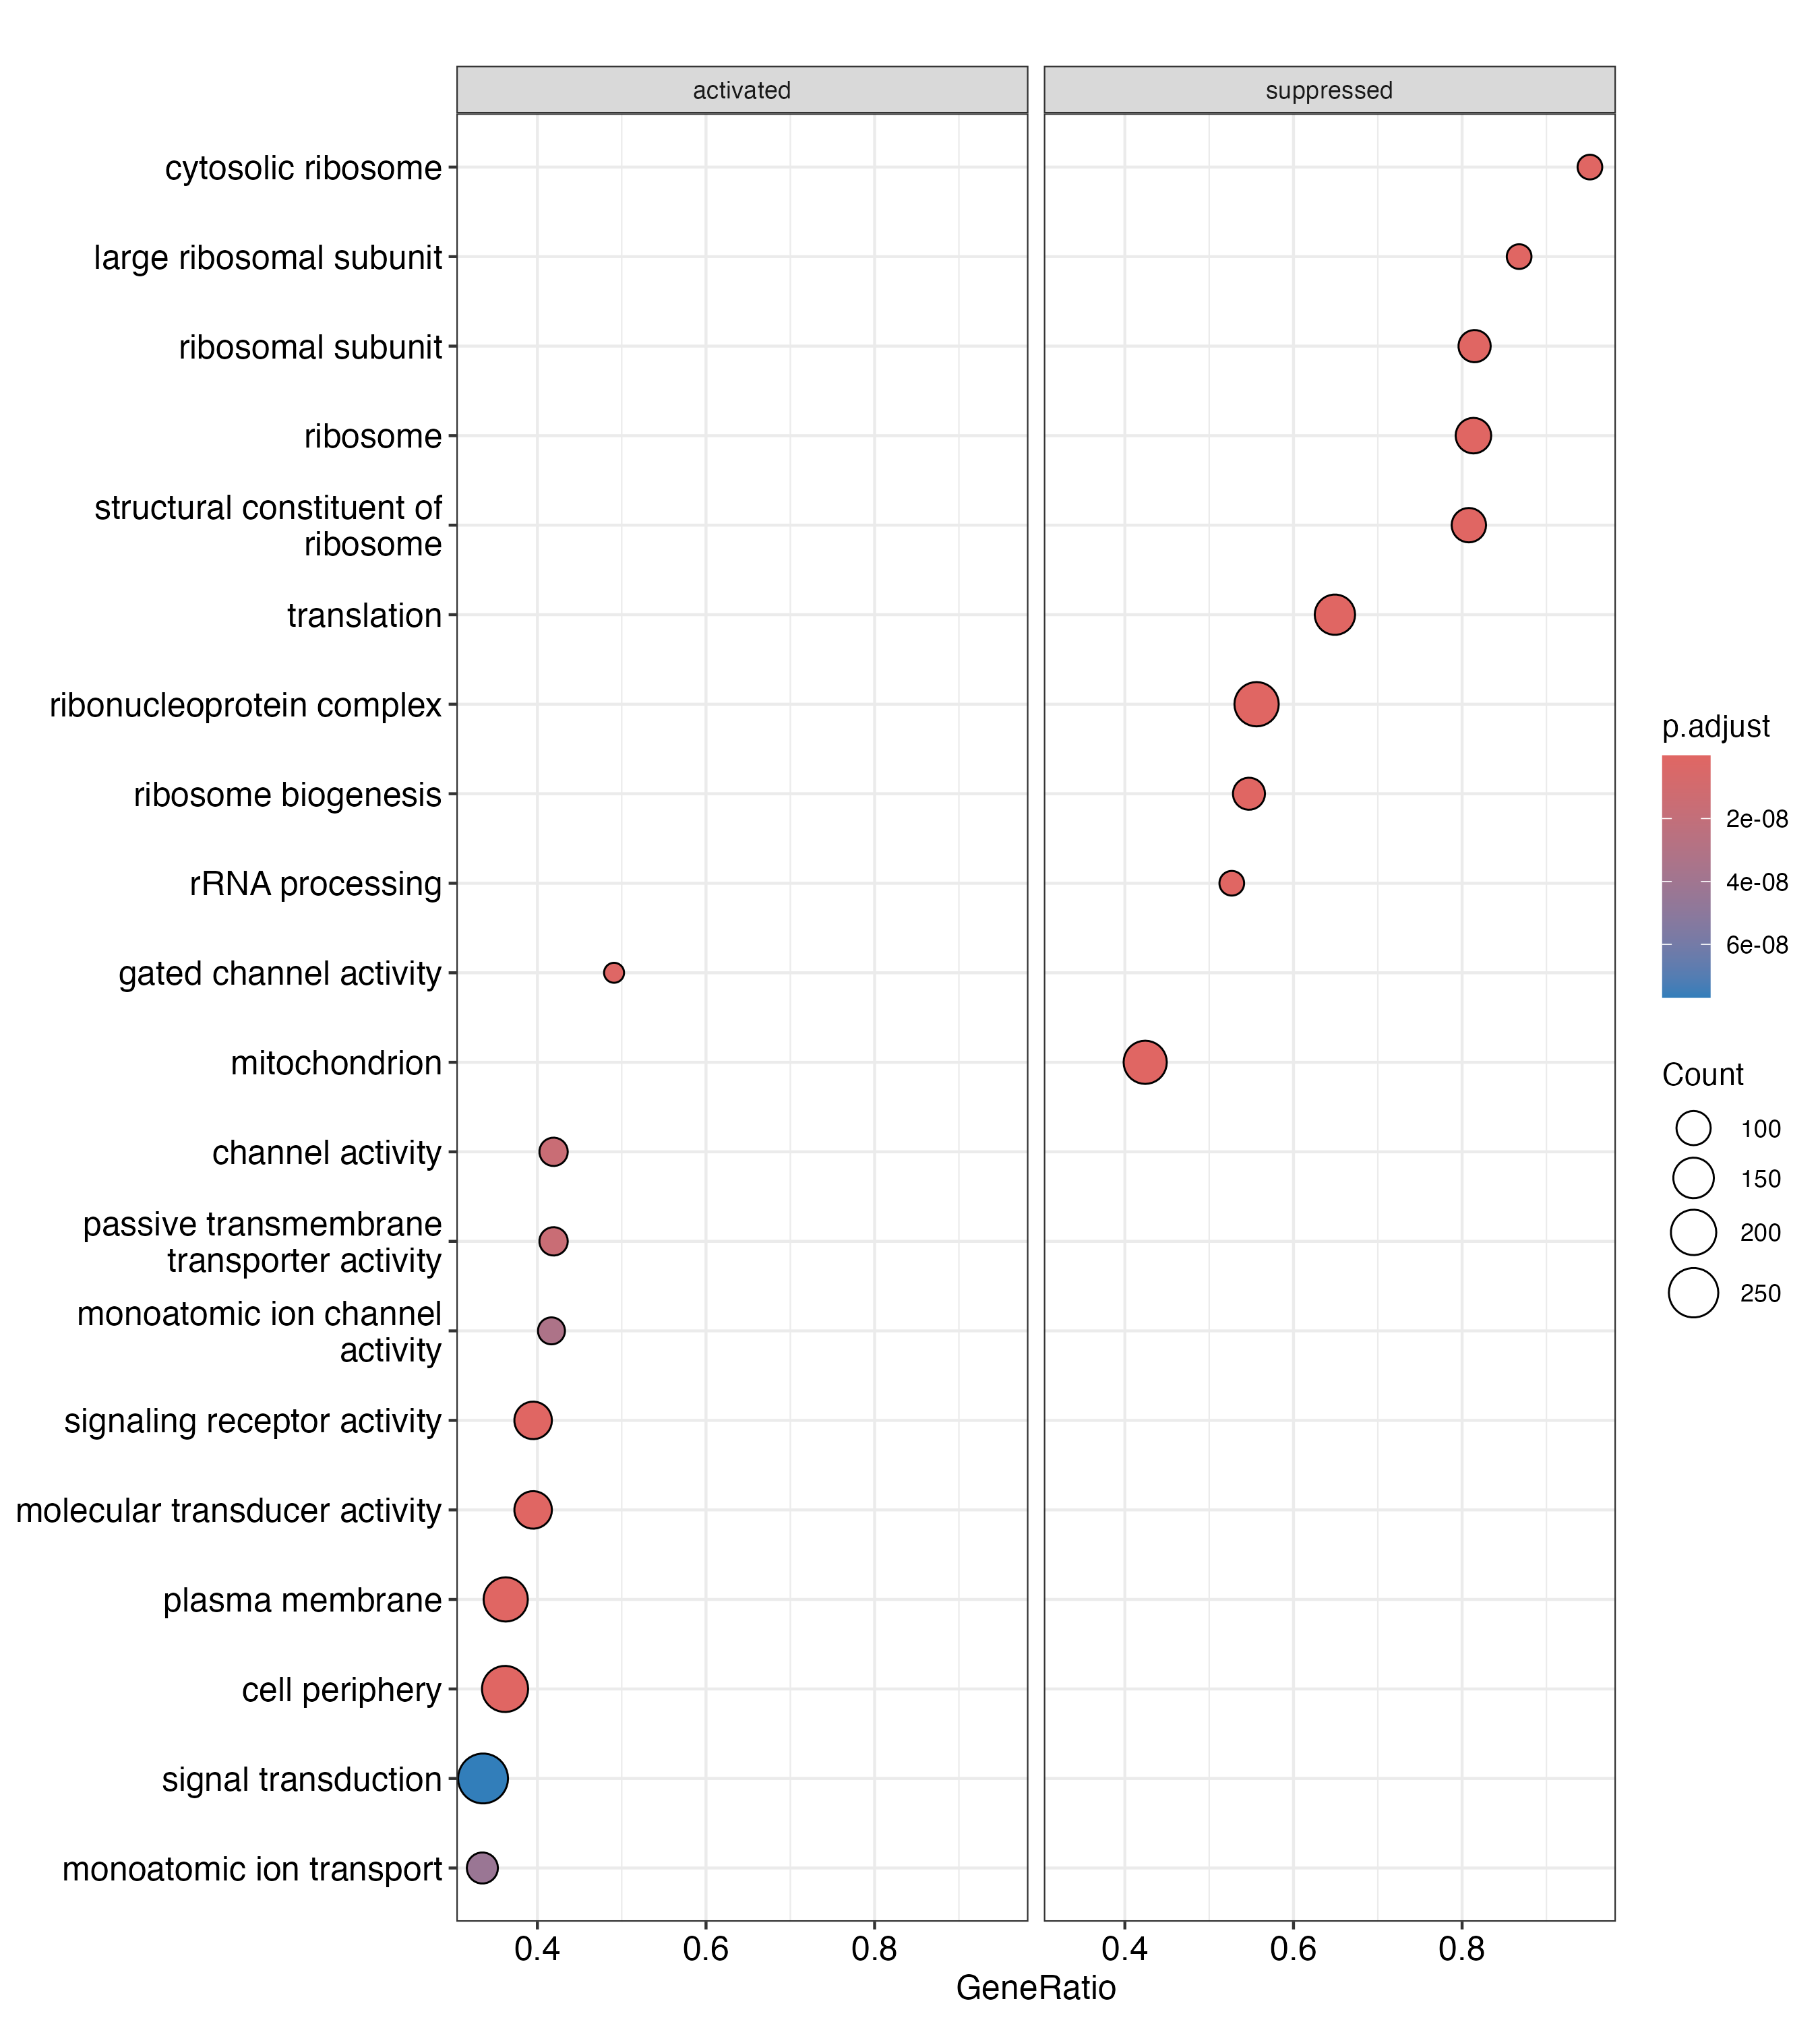 activated
suppressed
cytosolic ribosome
large ribosomal subunit
ribosomal subunit
ribosome
structural constituent of
ribosome
translation
ribonucleoprotein complex
ribosome biogenesis
rRNA processing
gated channel activity
mitochondrion
channel activity
passive transmembrane
transporter activity
monoatomic ion channel
activity
signaling receptor activity
molecular transducer activity
plasma membrane
cell periphery
signal transduction
monoatomic ion transport
0.4
0.6
0.8
0.4
0.6
0.8
GeneRatio
p.adjust
2e-08
4e-08
6e-08
Count
100
150
200
250